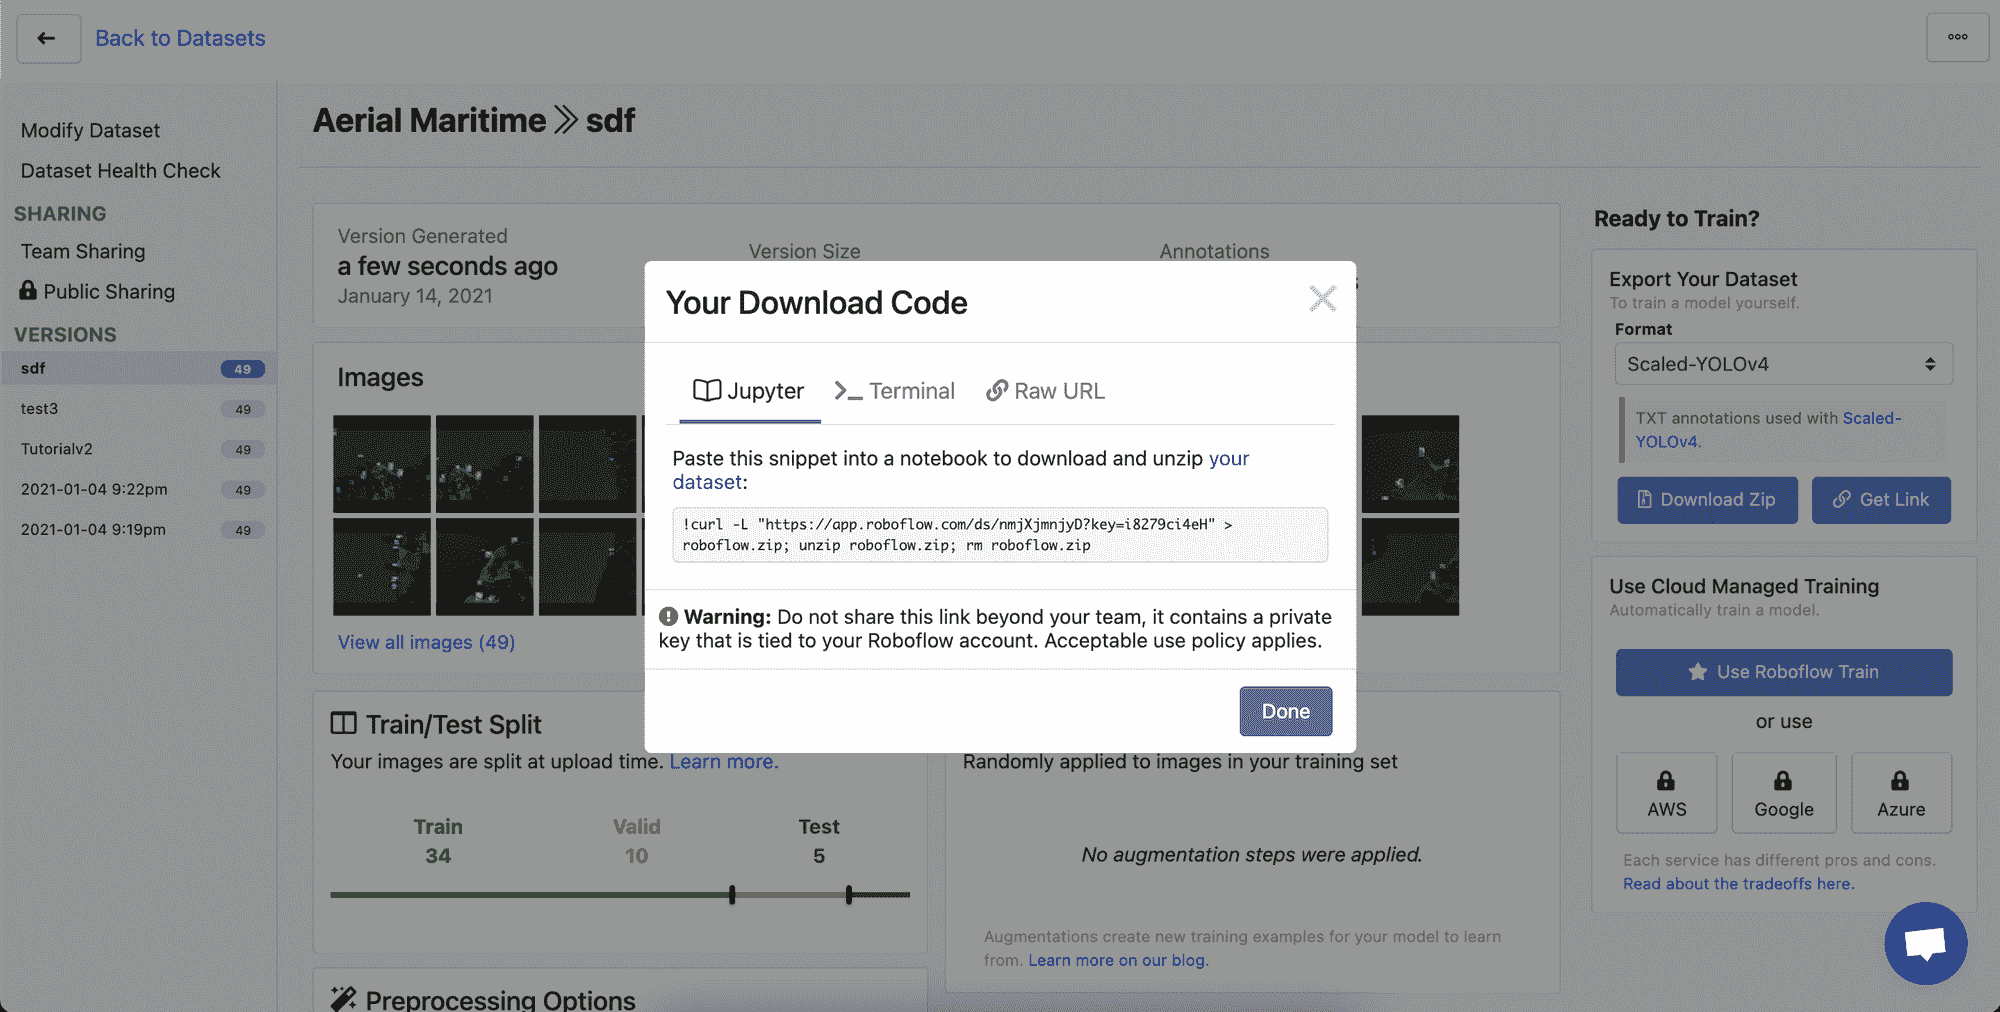 Back to Datasets
Modify Dataset
Dataset Health Check
SHARING
Team Sharing
Public Sharing
VERSIONS
sdf 49
test3 49
Tutorialv2 49
2021-01-04 9:22pm 49
2021-01-04 9:19pm 49
Aerial Maritime >> sdf
Version Generated
a few seconds ago
January 14, 2021
Version Size
Annotations
Images
View all images (49)
Your Download Code
Jupyter
Terminal
Raw URL
Paste this snippet into a notebook to download and unzip your
dataset:
!curl -L "https://app.roboflow.com/ds/nmjXjmnjyD?key=i8279ci4eH" >
roboflow.zip; unzip roboflow.zip; rm roboflow.zip
Warning: Do not share this link beyond your team, it contains a private
key that is tied to your Roboflow account. Acceptable use policy applies.
Done
Train/Test Split
Your images are split at upload time. Learn more.
Train Valid Test
34 10 5
Preprocessing Options
Randomly applied to images in your training set
No augmentation steps were applied.
Augmentations create new training examples for your model to learn
from. Learn more on our blog.
Ready to Train?
Export Your Dataset
To train a model yourself.
Format
Scaled-YOLOv4
TXT annotations used with Scaled-
YOLOv4.
Download Zip
Get Link
Use Cloud Managed Training
Automatically train a model.
Use Roboflow Train
or use
AWS
Google
Azure
Each service has different pros and cons.
Read about the tradeoffs here.